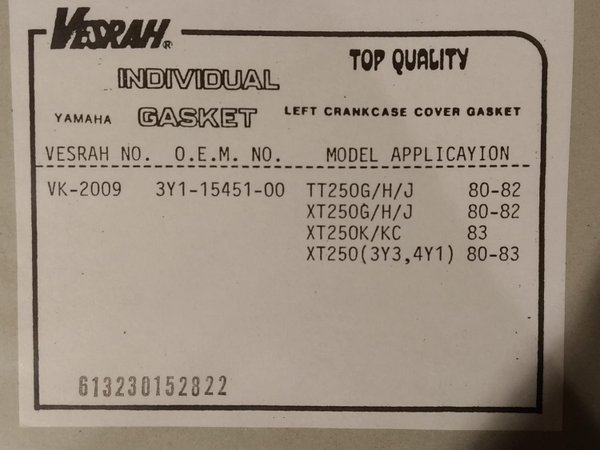 VESRAH®
TOP QUALITY
INDIVIDUAL
YAMAHA GASKET LEFT CRANKCASE COVER GASKET
VESRAH NO. O.E.M. NO. MODEL APPLICAYION
VK-2009 3Y1-15451-00 TT250G/H/J 80-82
XT250G/H/J 80-82
XT250K/KC 83
XT250(3Y3,4Y1) 80-83
613230152822